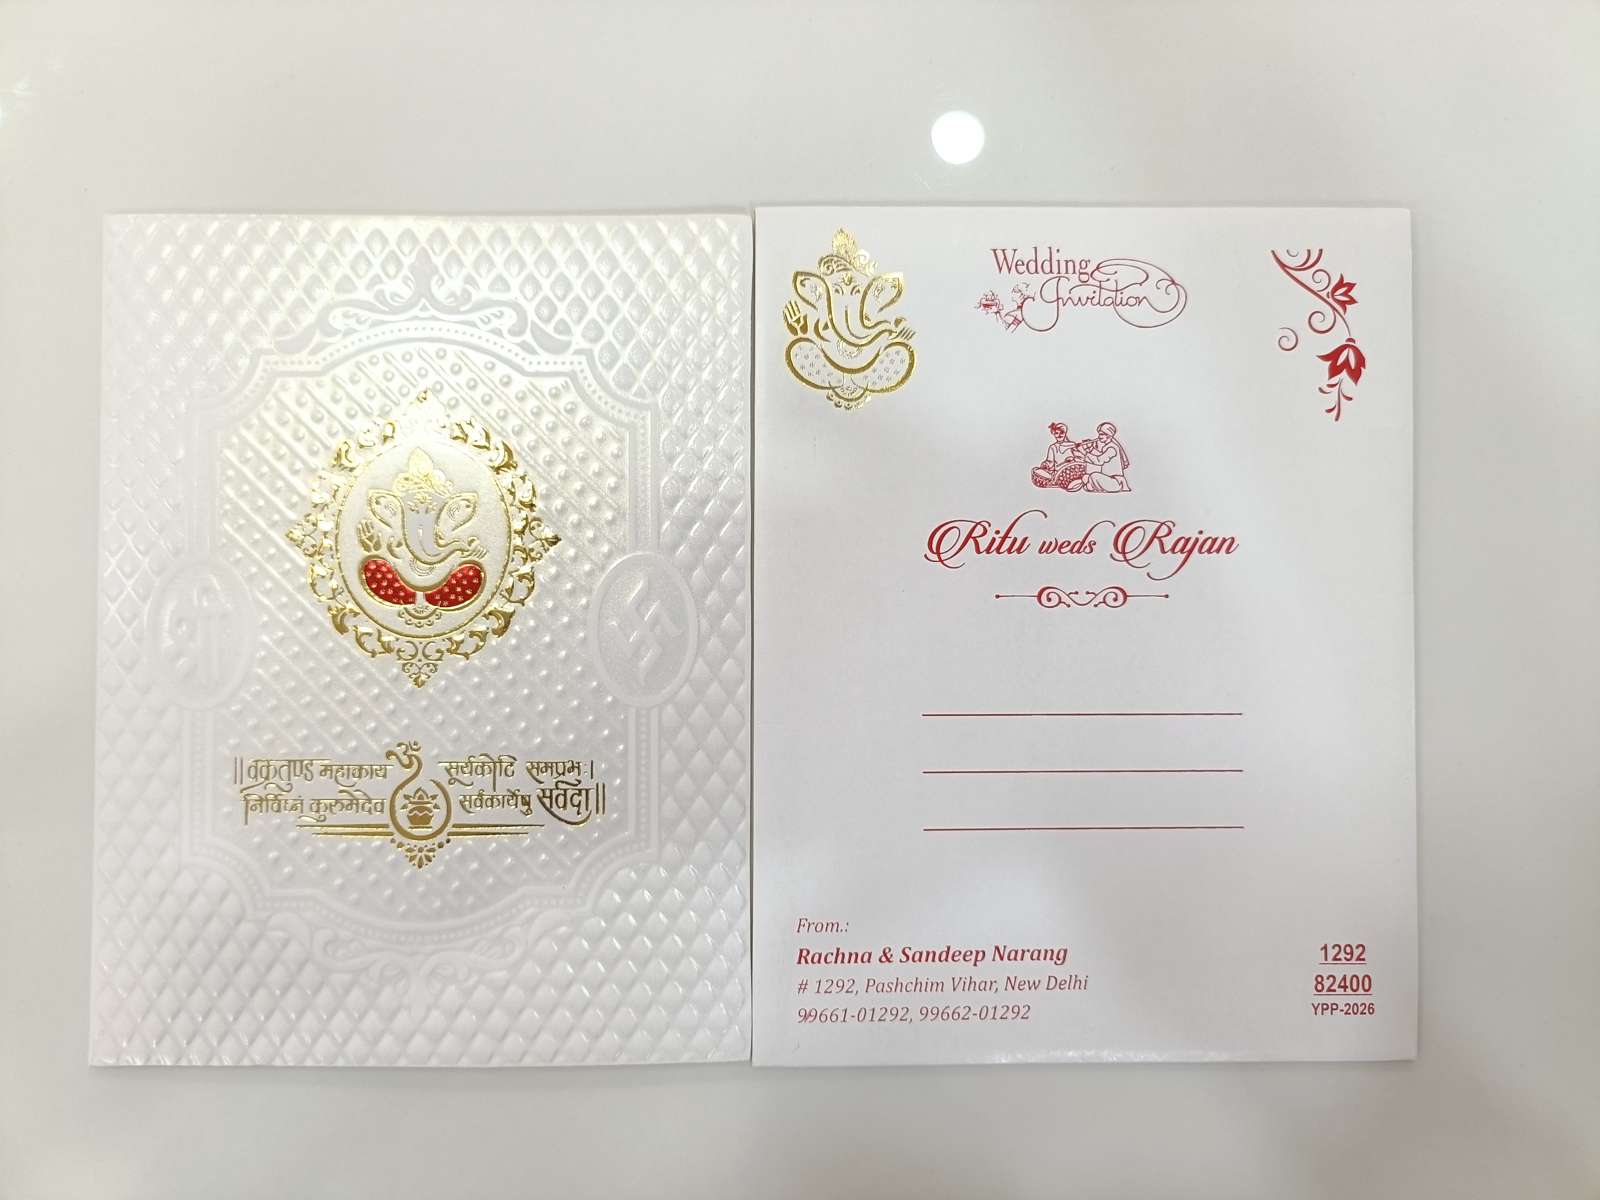 श्री
ॐ
||वक्रतुण्ड महाकाय सूर्यकोटि समप्रभः।
निर्विघ्नं कुरुमेदेव सर्वकार्येषु सर्वदा||
Wedding
Invitation
Ritu weds Rajan
From.:
Rachna & Sandeep Narang
# 1292, Pashchim Vihar, New Delhi
99661-01292, 99662-01292
1292
82400
YPP-2026